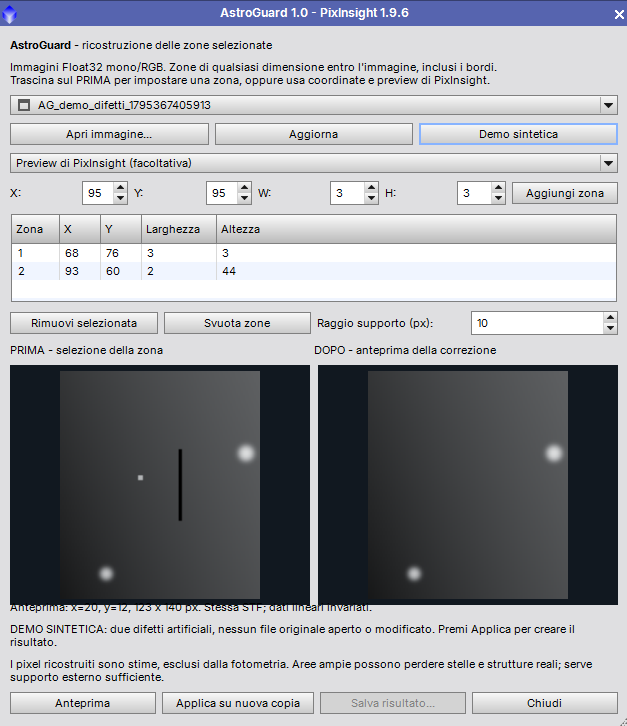 AstroGuard 1.0 - PixInsight 1.9.6
AstroGuard - ricostruzione delle zone selezionate
Immagini Float32 mono/RGB. Zone di qualsiasi dimensione entro l'immagine, inclusi i bordi.
Trascina sul PRIMA per impostare una zona, oppure usa coordinate e preview di PixInsight.
AG_demo_difetti_1795367405913
Apri immagine... Aggiorna Demo sintetica
Preview di PixInsight (facoltativa)
X: 95 Y: 95 W: 3 H: 3 Aggiungi zona
Zona X Y Larghezza Altezza
1 68 76 3 3
2 93 60 2 44
Rimuovi selezionata Svuota zone Raggio supporto (px): 10
PRIMA - selezione della zona DOPO - anteprima della correzione
Anteprima: x=20, y=12, 123 x 140 px. Stessa STF; dati lineari invariati.
DEMO SINTETICA: due difetti artificiali, nessun file originale aperto o modificato. Premi Applica per creare il
risultato.
I pixel ricostruiti sono stime, esclusi dalla fotometria. Aree ampie possono perdere stelle e strutture reali; serve
supporto esterno sufficiente.
Anteprima Applica su nuova copia Salva risultato... Chiudi